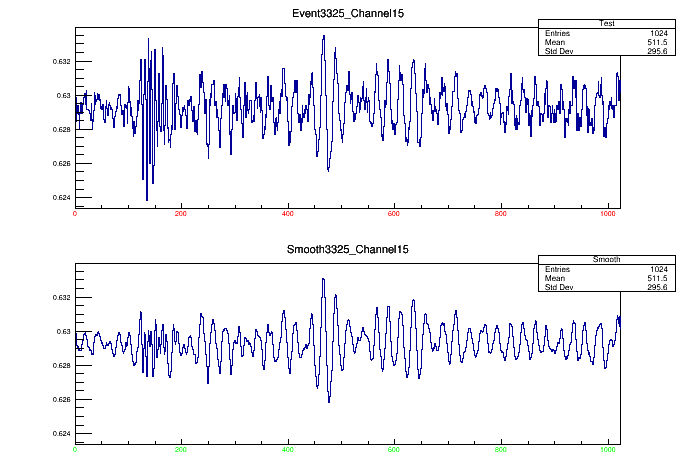 Event3325_Channel15
Test
Entries 1024
Mean 511.5
Std Dev 295.6
0.632
0.63
0.628
0.626
0.624
0 200 400 600 800 1000
Smooth3325_Channel15
Smooth
Entries 1024
Mean 511.5
Std Dev 295.6
0.632
0.63
0.628
0.626
0.624
0 200 400 600 800 1000